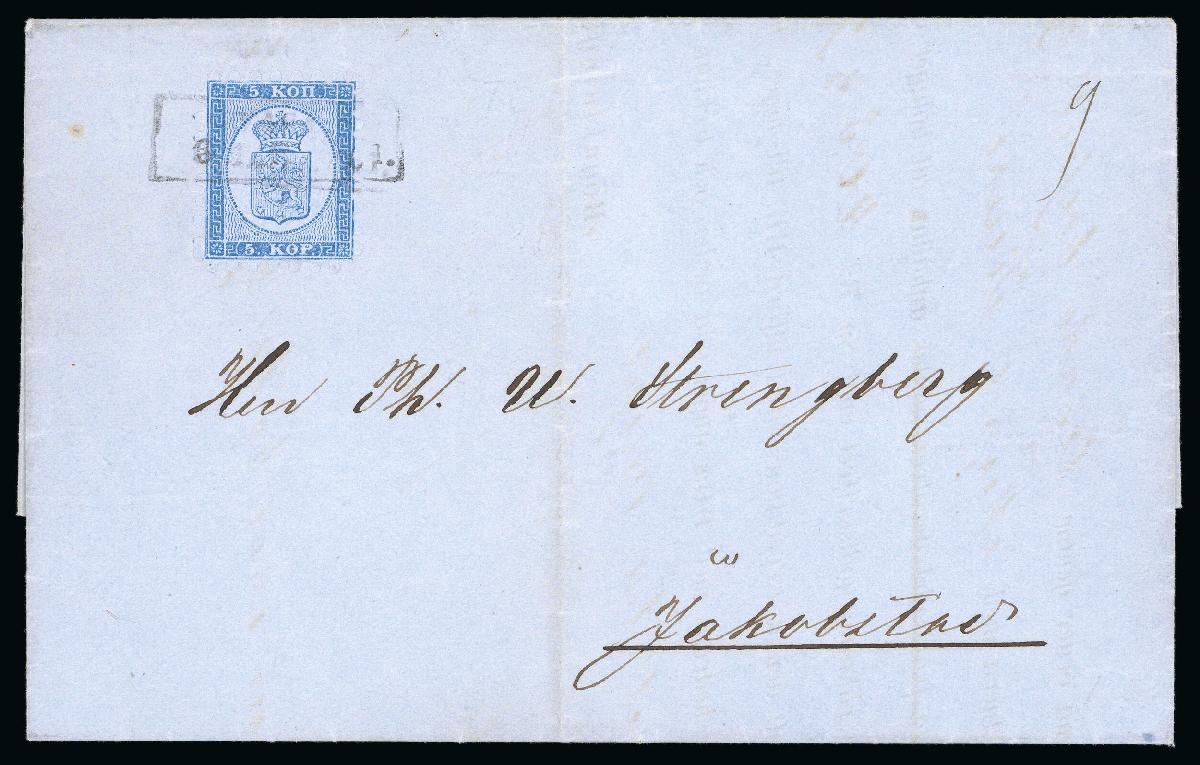 5. КОП
5. KOP.
9
Herr Ph. U. Strengberg
Jakobstad